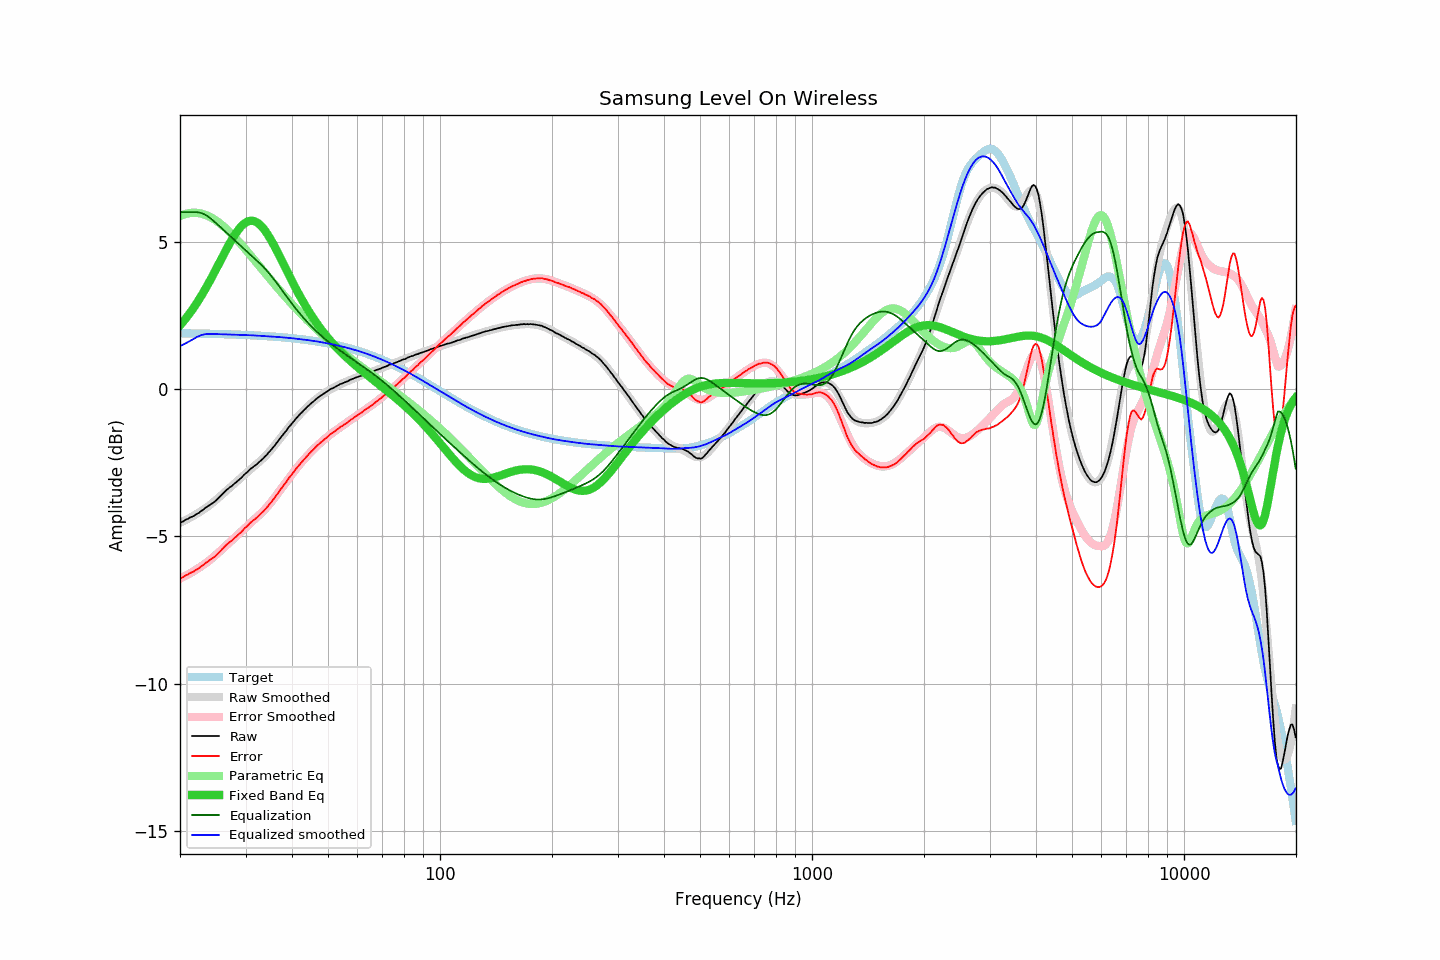 Samsung Level On Wireless
Amplitude (dBr)
5
0
−5
−10
−15
Target
Raw Smoothed
Error Smoothed
Raw
Error
Parametric Eq
Fixed Band Eq
Equalization
Equalized smoothed
100
1000
10000
Frequency (Hz)